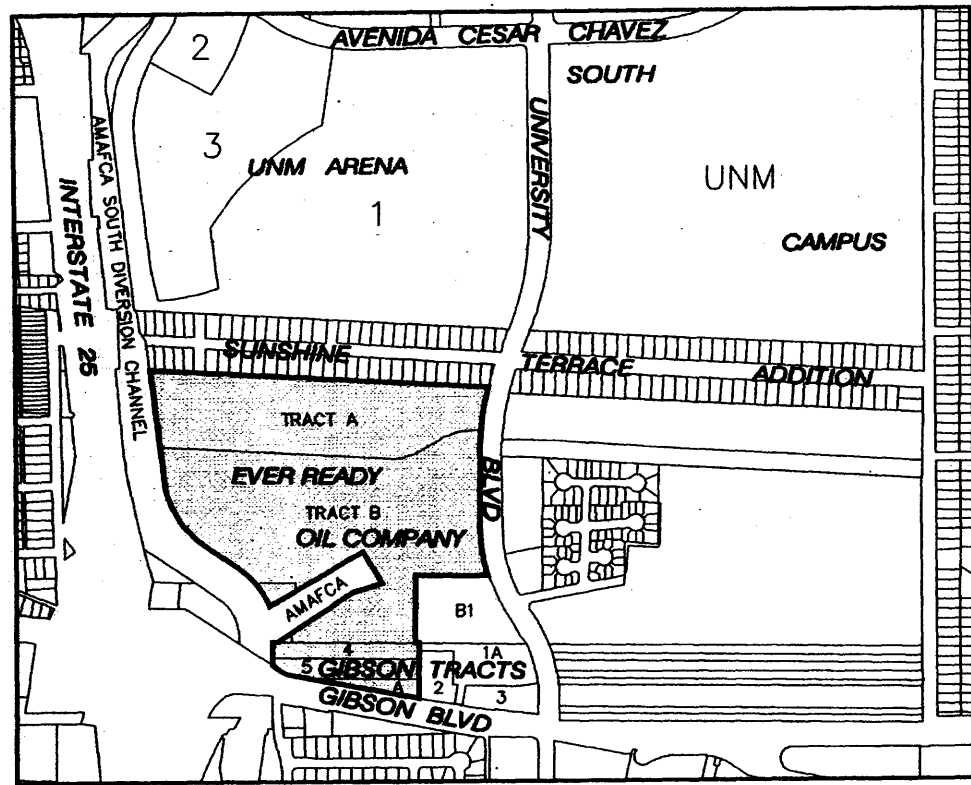 AVENIDA CESAR CHAVEZ
2
SOUTH
3
UNM ARENA
UNM
1
CAMPUS
UNIVERSITY
AMAFCA SOUTH DIVERSION CHANNEL
INTERSTATE 25
SUNSHINE TERRACE ADDITION
TRACT A
EVER READY
TRACT B
OIL COMPANY
BLVD
AMAFCA
B1
4
1A
5 GIBSON TRACTS
A
2
3
GIBSON BLVD